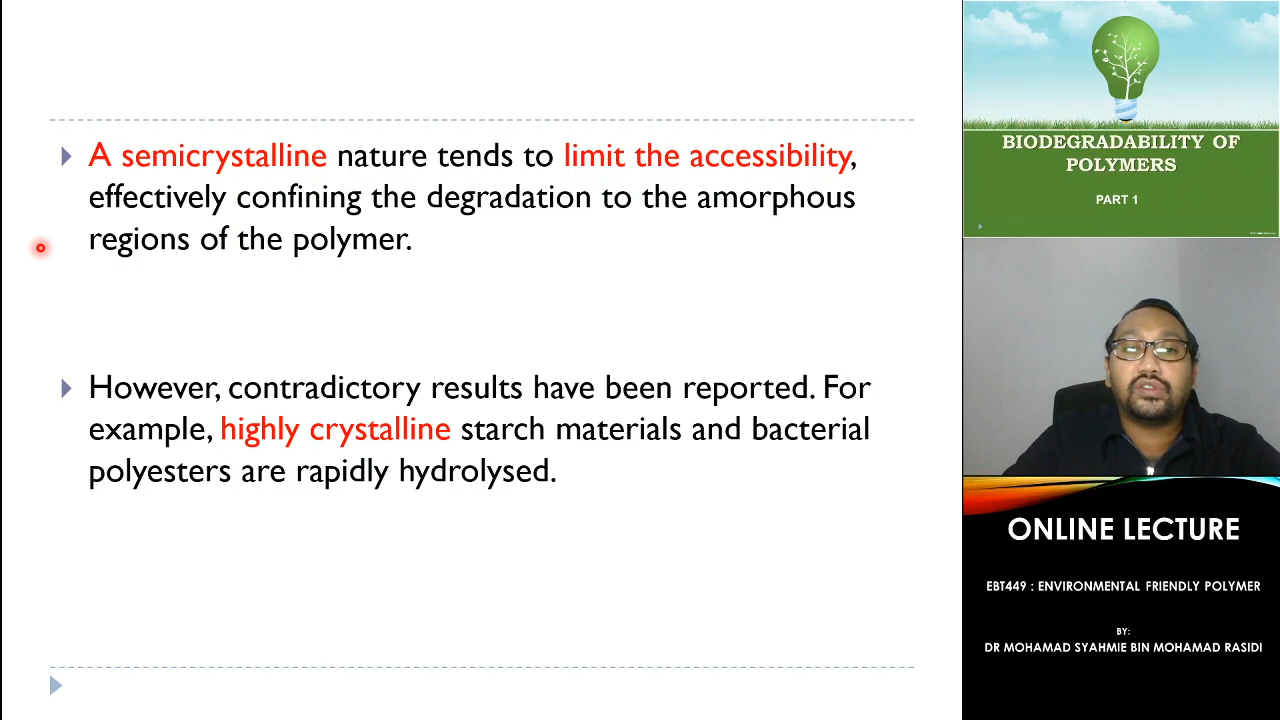 A semicrystalline nature tends to limit the accessibility,
effectively confining the degradation to the amorphous
regions of the polymer.
However, contradictory results have been reported. For
example, highly crystalline starch materials and bacterial
polyesters are rapidly hydrolysed.
BIODEGRADABILITY OF
POLYMERS
PART 1
ONLINE LECTURE
EBT449 : ENVIRONMENTAL FRIENDLY POLYMER
BY:
DR MOHAMAD SYAHMIE BIN MOHAMAD RASIDI